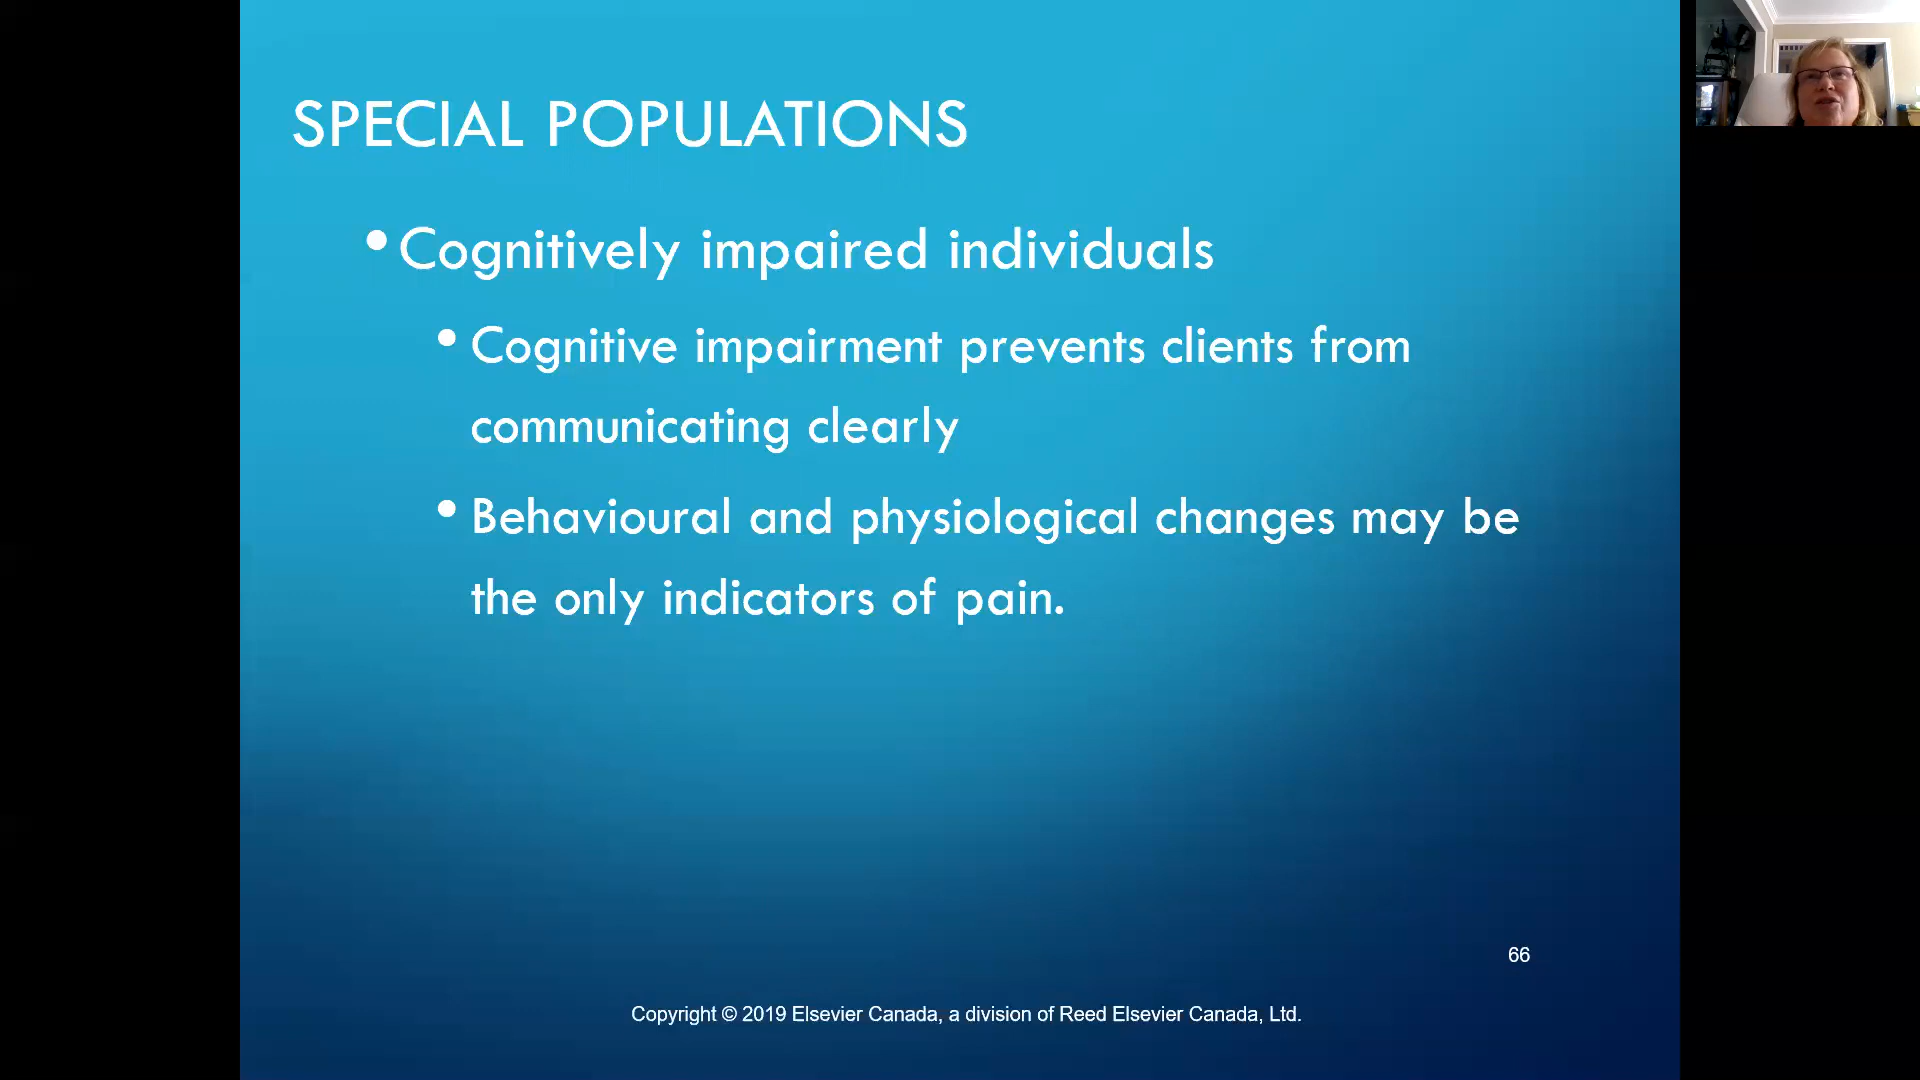 SPECIAL POPULATIONS
• Cognitively impaired individuals
• Cognitive impairment prevents clients from
communicating clearly
• Behavioural and physiological changes may be
the only indicators of pain.
66
Copyright © 2019 Elsevier Canada, a division of Reed Elsevier Canada, Ltd.